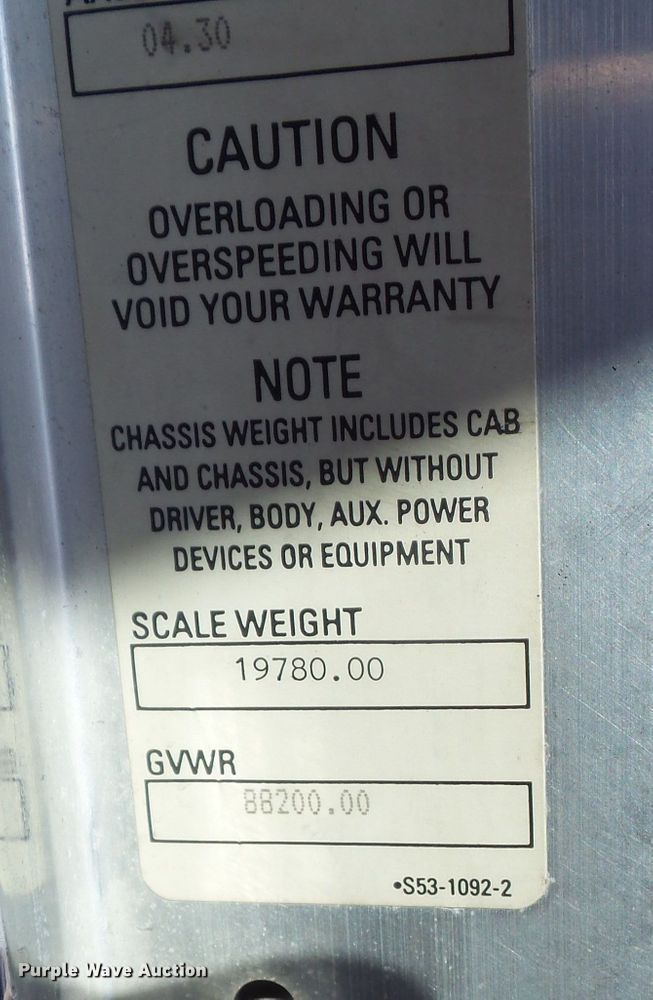 04.30
CAUTION
OVERLOADING OR
OVERSPEEDING WILL
VOID YOUR WARRANTY
NOTE
CHASSIS WEIGHT INCLUDES CAB
AND CHASSIS, BUT WITHOUT
DRIVER, BODY, AUX. POWER
DEVICES OR EQUIPMENT
SCALE WEIGHT
19780.00
GVWR
88200.00
•S53-1092-2
Purple Wave Auction